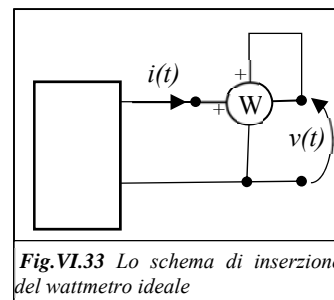 +
i(t)
+
W
v(t)
Fig.VI.33 Lo schema di inserzione
del wattmetro ideale